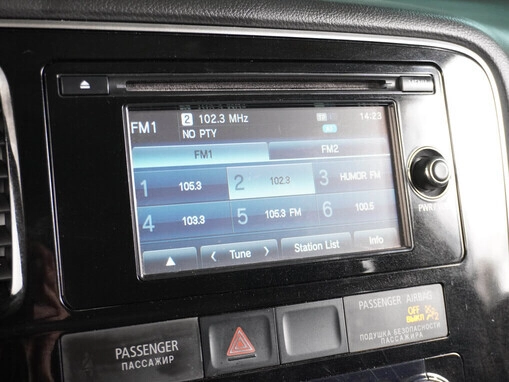 MENU
FM1 2 102.3 MHz 14:23
NO PTY
FM1 FM2
1 105.3 2 102.3 3 HUMOR FM
4 103.3 5 105.3 FM 6 100.5
Tune Station List Info
PWR
PASSENGER AIRBAG
OFF
ВЫКЛ
ПОДУШКА БЕЗОПАСНОСТИ
ПАССАЖИРА
PASSENGER
ПАССАЖИР